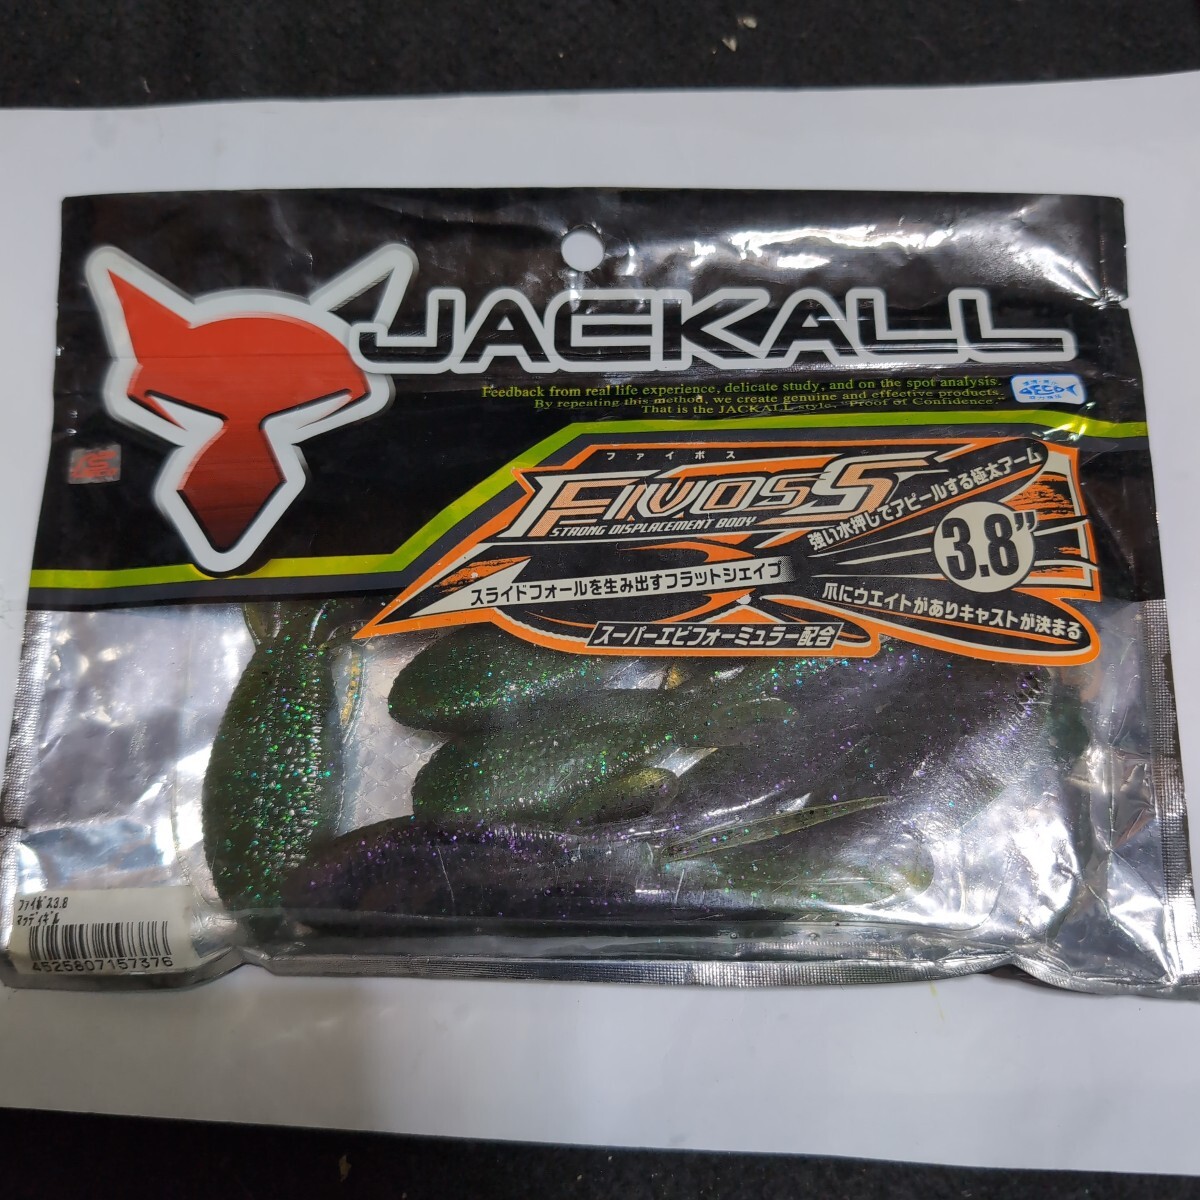 JACKALL
Feedback from real life experience, delicate study, and on the spot analysis.
By repeating this method, we create genuine and effective products.
That is the JACKALL style, "Proof of Confidence."
ファイボス
FIVOSS
STRONG DISPLACEMENT BODY
強い水押しでアピールする極太アーム
3.8"
スライドフォールを生み出すフラットシェイプ
爪にウエイトがありキャストが決まる
スーパーエビフォーミュラー配合
ﾌｧｲﾎﾞｽ3.8
ﾏｯﾃﾞｨｷﾞﾙ
4525807157376